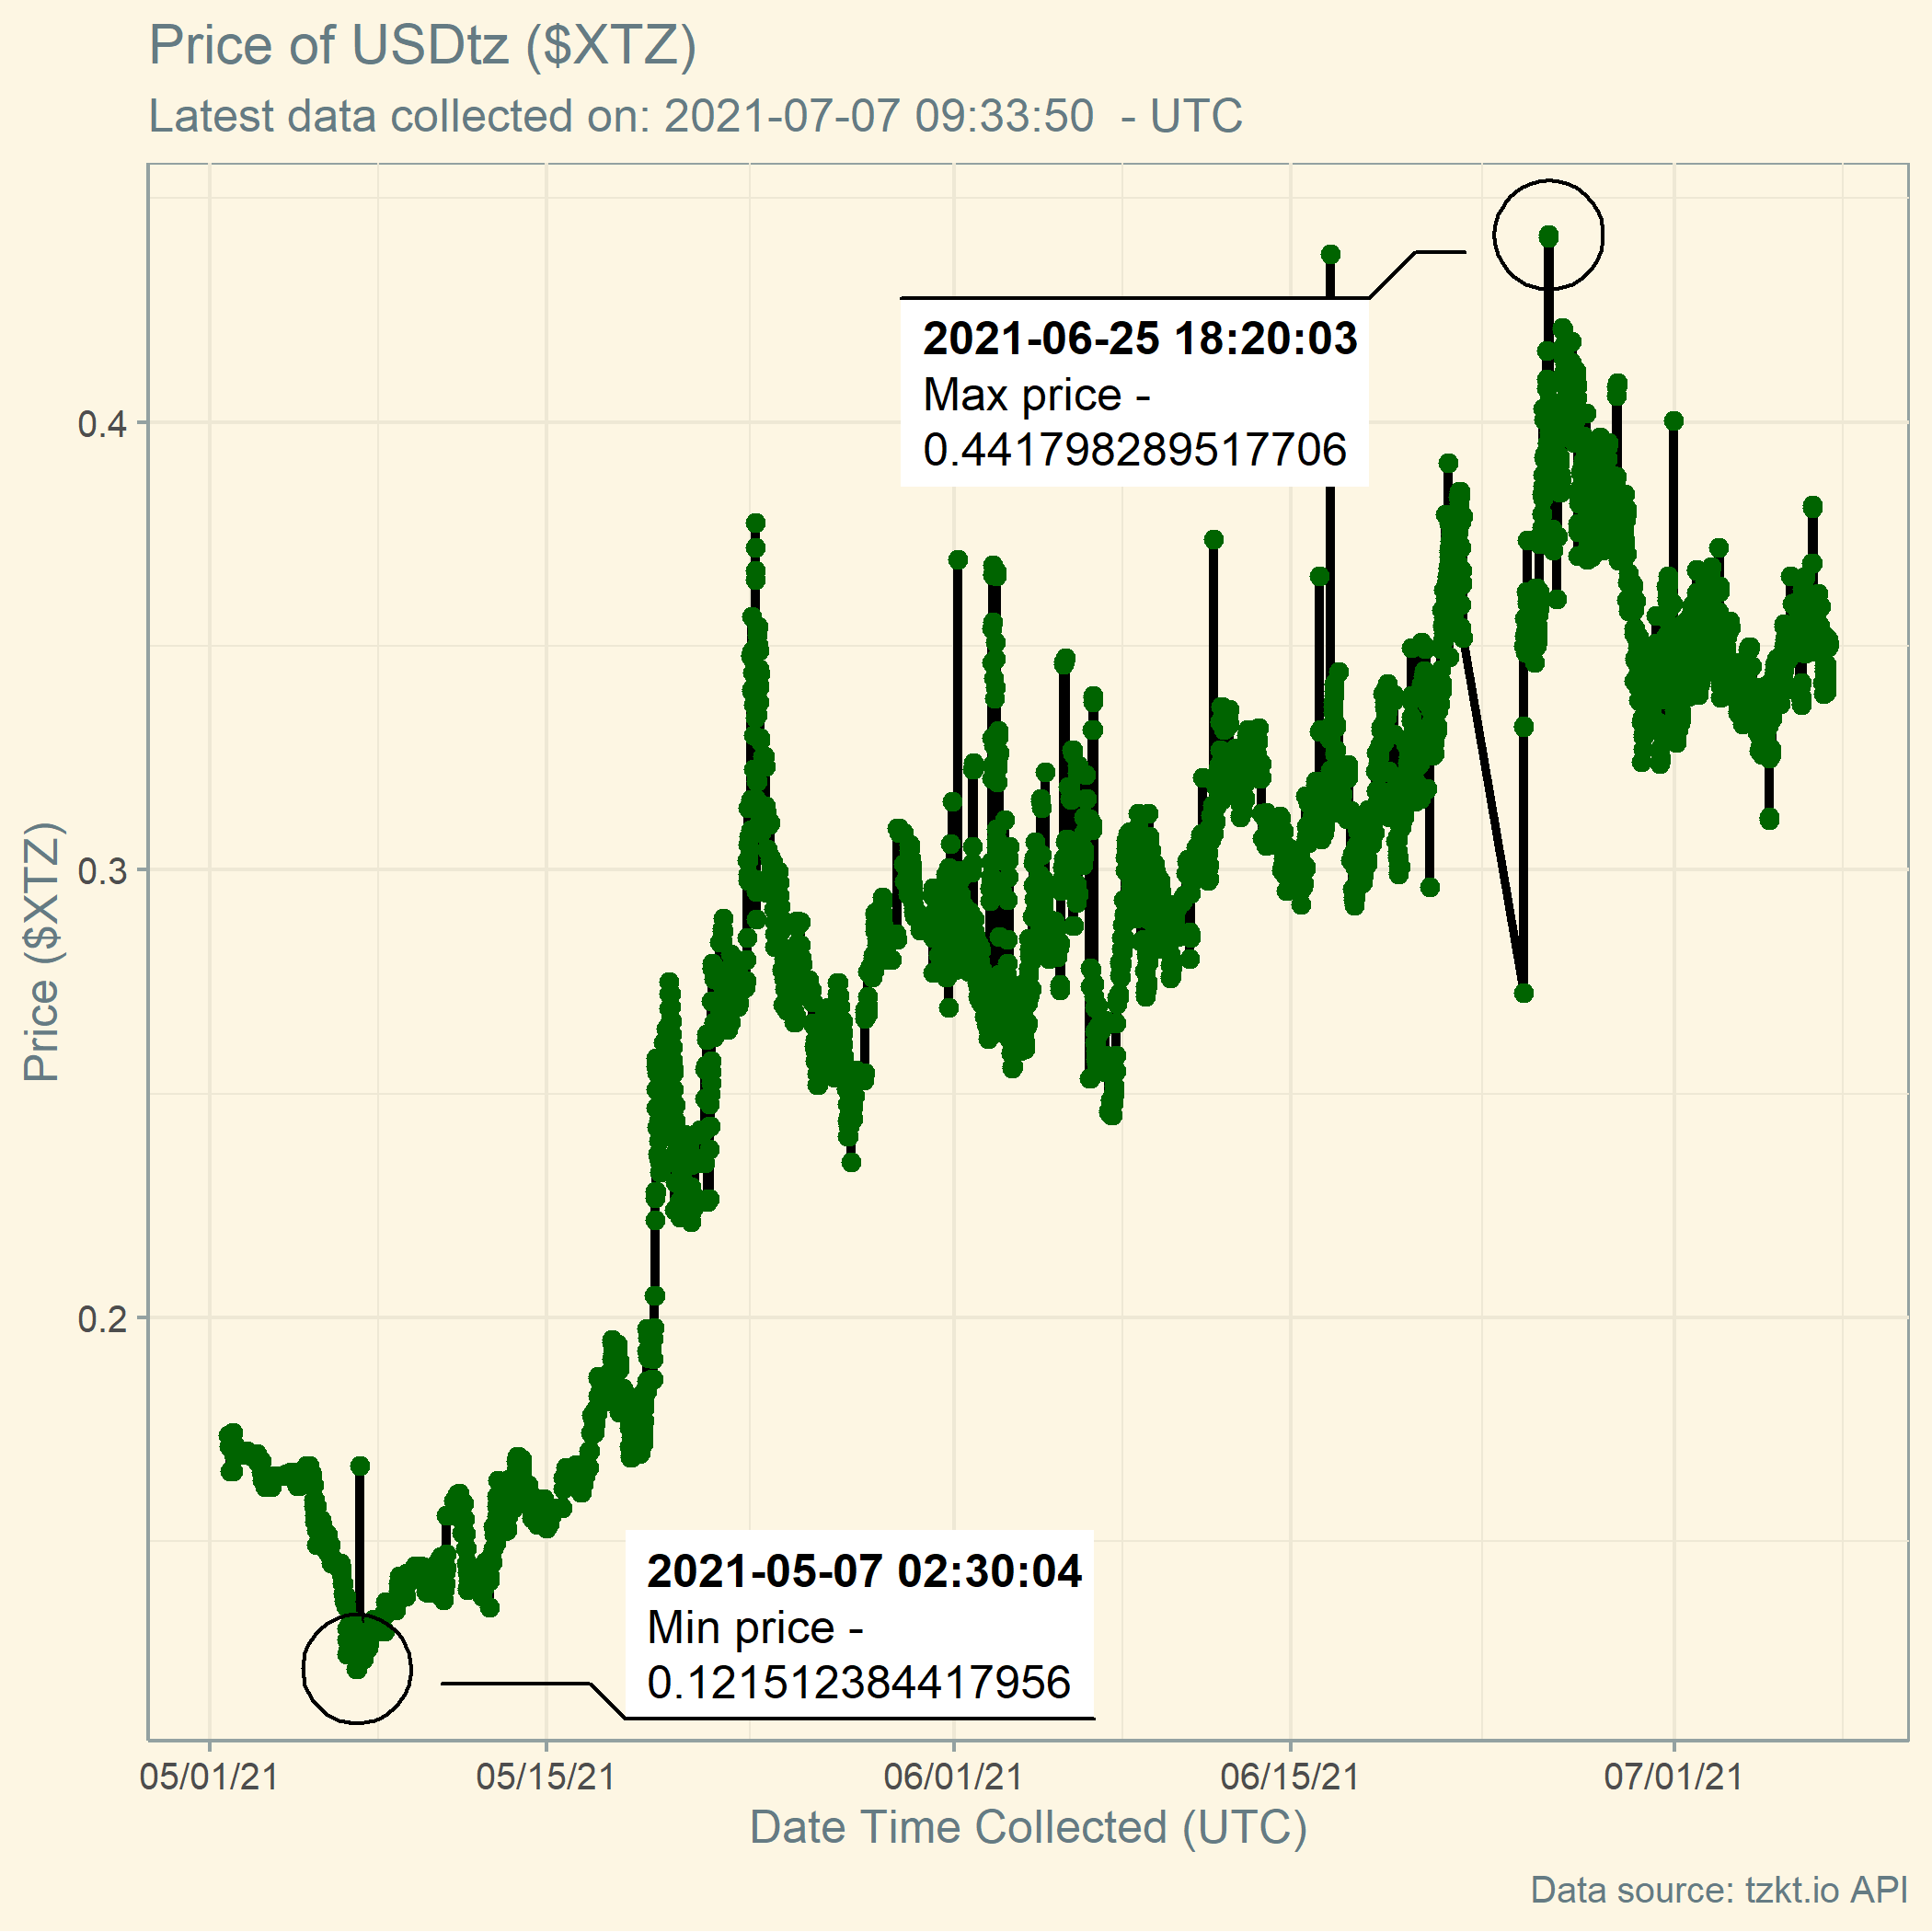 Price of USDtz ($XTZ)
Latest data collected on: 2021-07-07 09:33:50  - UTC
2021-06-25 18:20:03
Max price -
0.441798289517706
0.4
0.3
0.2
Price ($XTZ)
2021-05-07 02:30:04
Min price -
0.121512384417956
05/01/21
05/15/21
06/01/21
06/15/21
07/01/21
Date Time Collected (UTC)
Data source: tzkt.io API